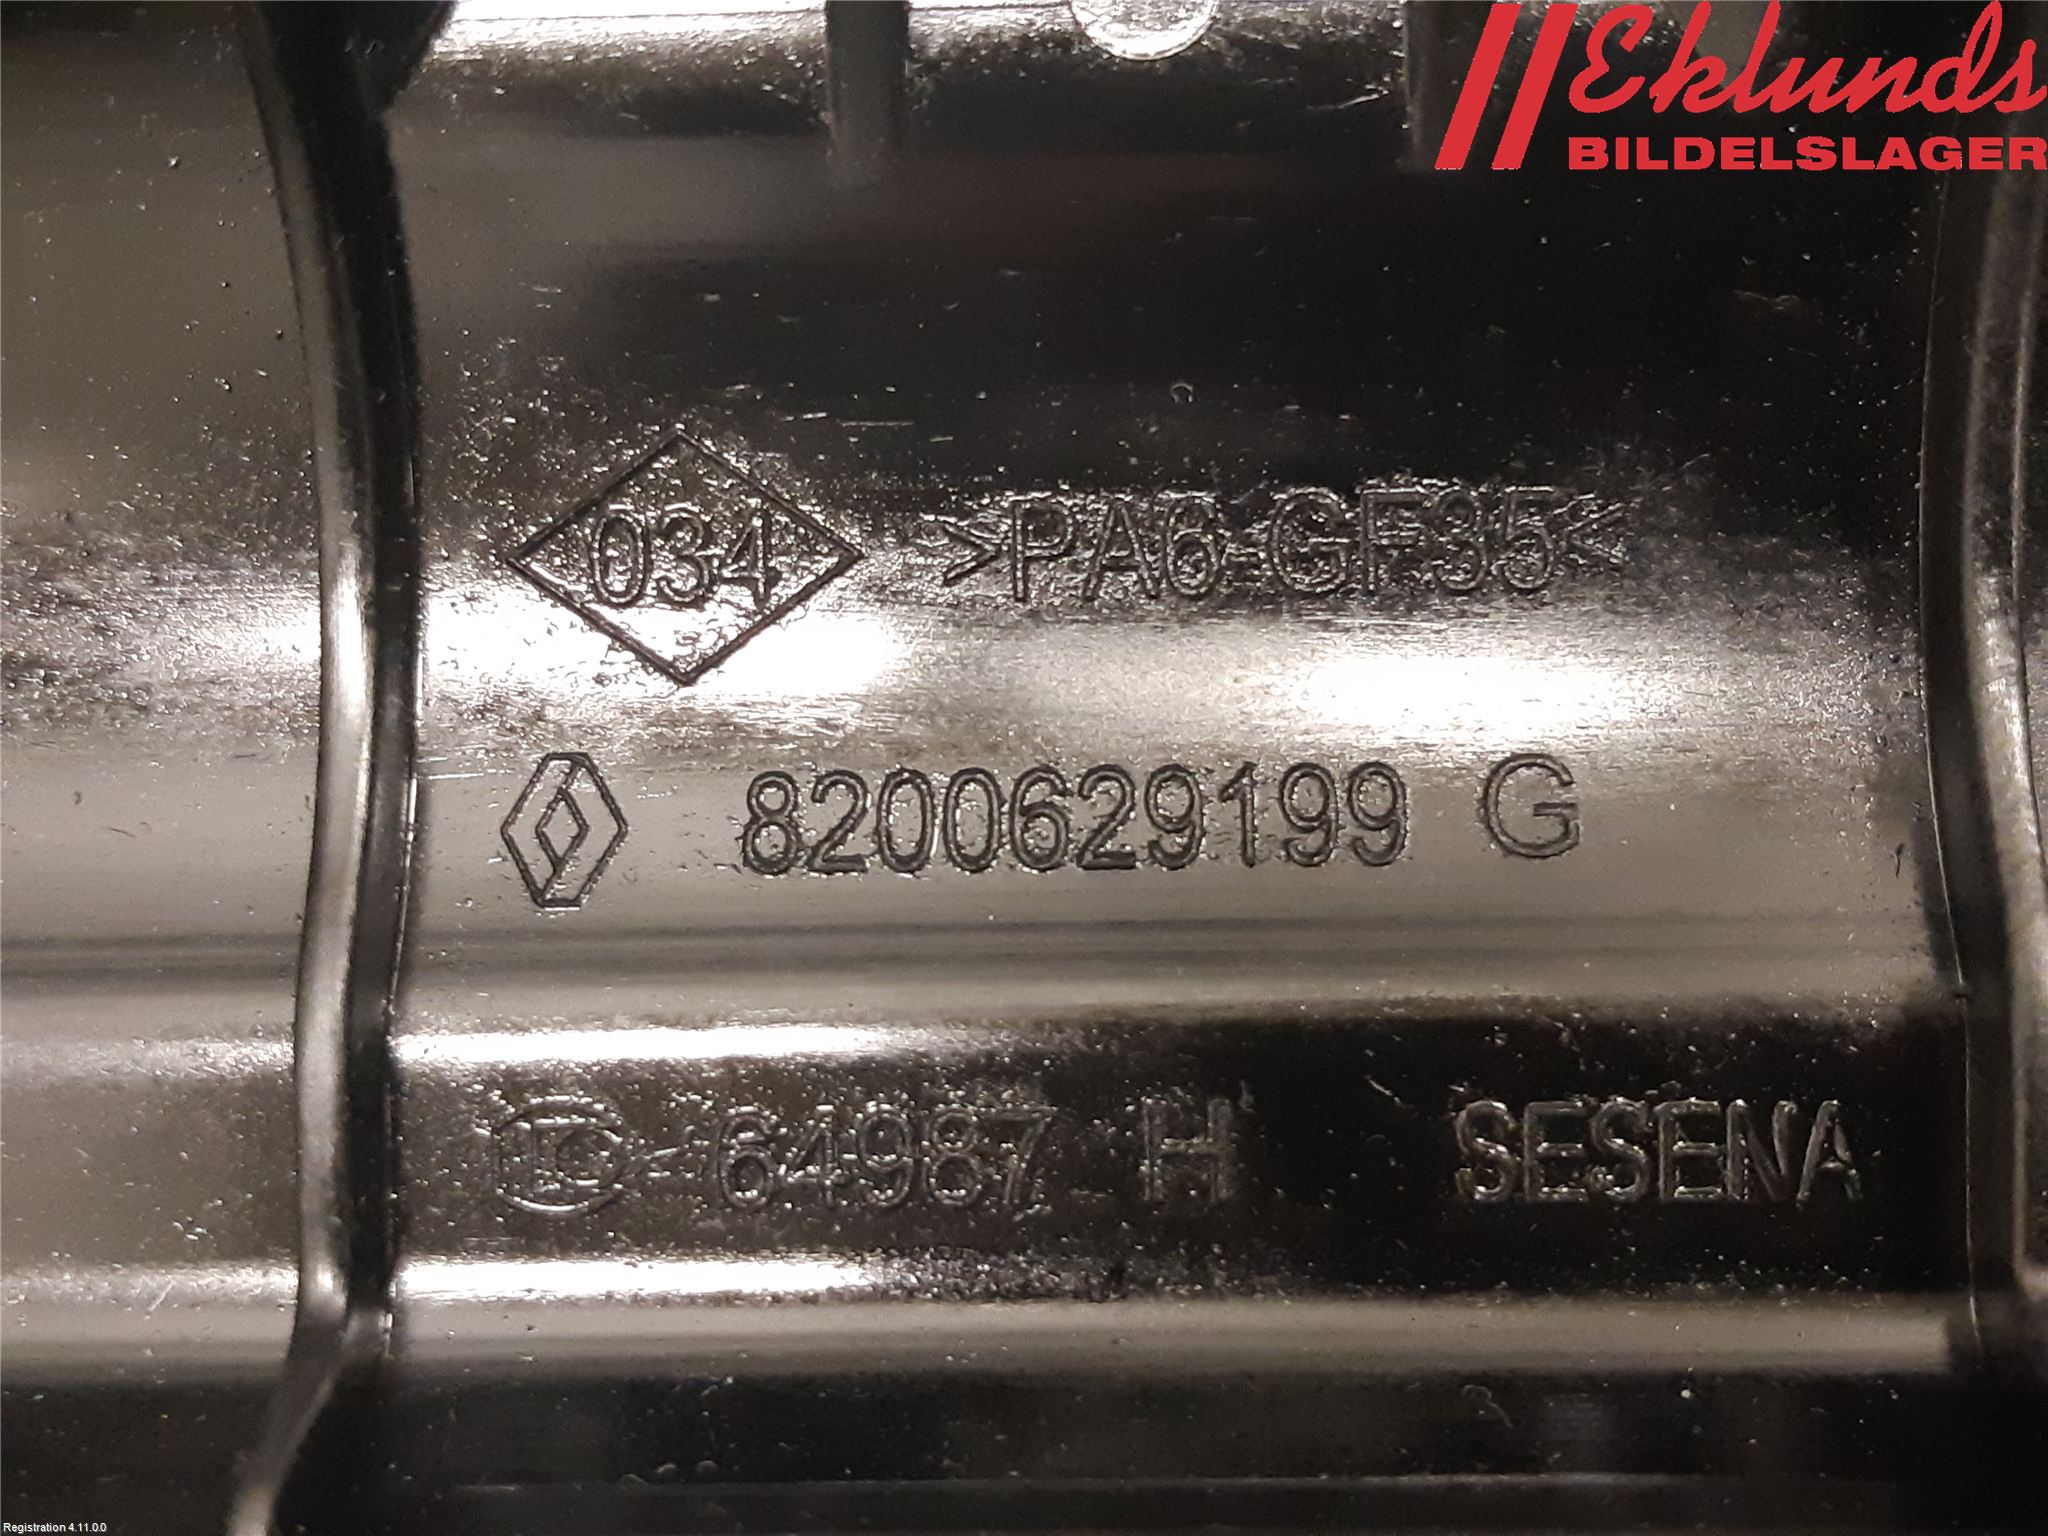 Eklunds
BILDELSLAGER
034 >PA6-GF35<
8200629199 G
64987 H SESENA
Registration 4.11.0.0